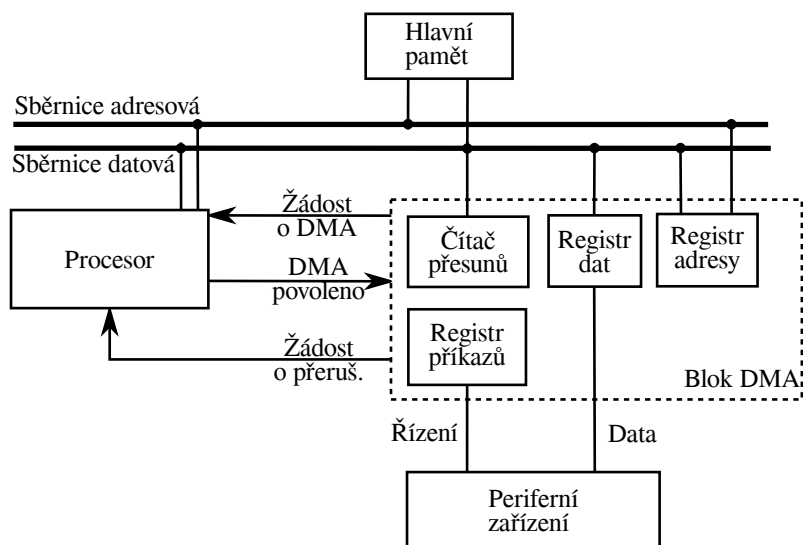 Hlavní
pamět
Sběrnice adresová
Sběrnice datová
Žádost
o DMA
Čítač
přesunů
Registr
dat
Registr
adresy
Procesor
DMA
povoleno
Registr
příkazů
Žádost
o přeruš.
Blok DMA
Řízení
Data
Periferní
zařízení